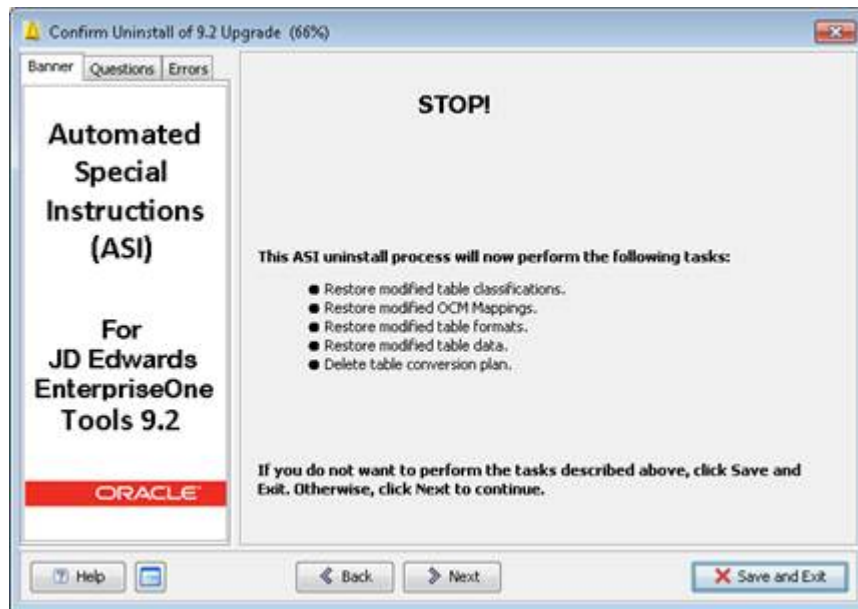 Confirm Uninstall of 9.2 Upgrade (66%)
Banner Questions Errors
Automated
Special
Instructions
(ASI)
For
JD Edwards
EnterpriseOne
Tools 9.2
ORACLE
STOP!
This ASI uninstall process will now perform the following tasks:
● Restore modified table classifications.
● Restore modified OCM Mappings.
● Restore modified table formats.
● Restore modified table data.
● Delete table conversion plan.
If you do not want to perform the tasks described above, click Save and
Exit. Otherwise, click Next to continue.
Help
Back
Next
Save and Exit